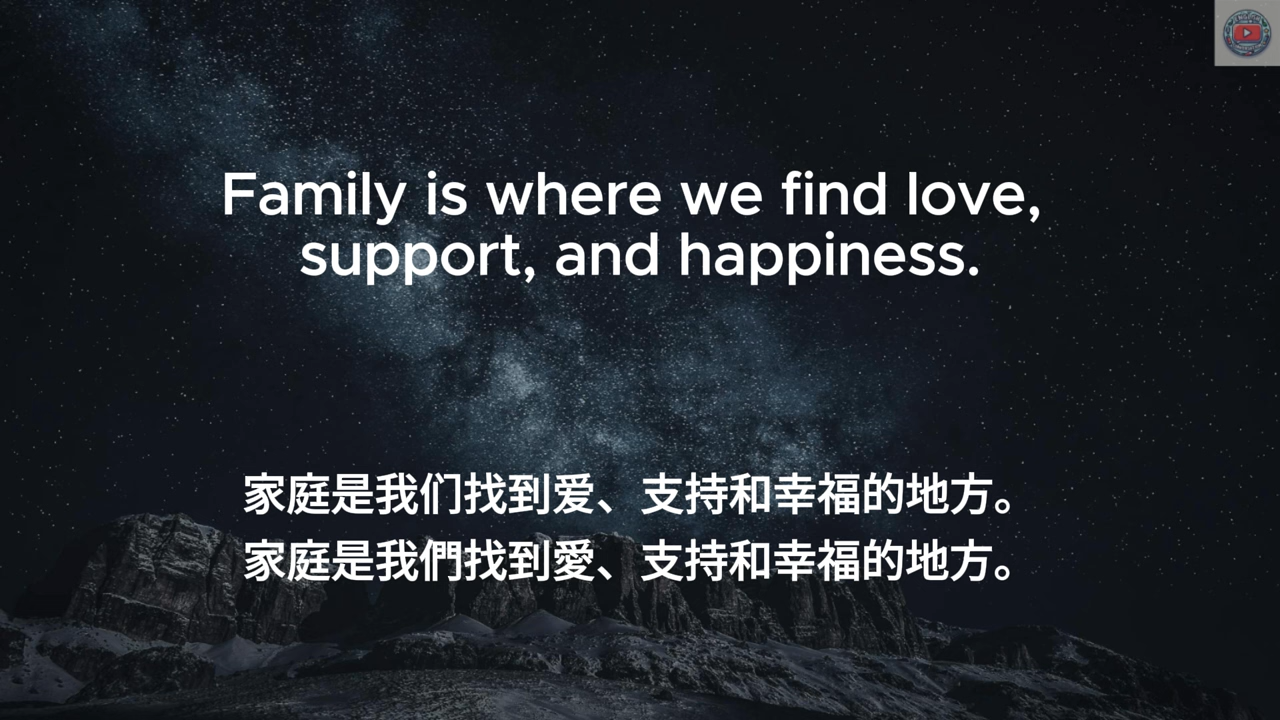 Family is where we find love,
support, and happiness.
家庭是我们找到爱、支持和幸福的地方。
家庭是我們找到愛、支持和幸福的地方。